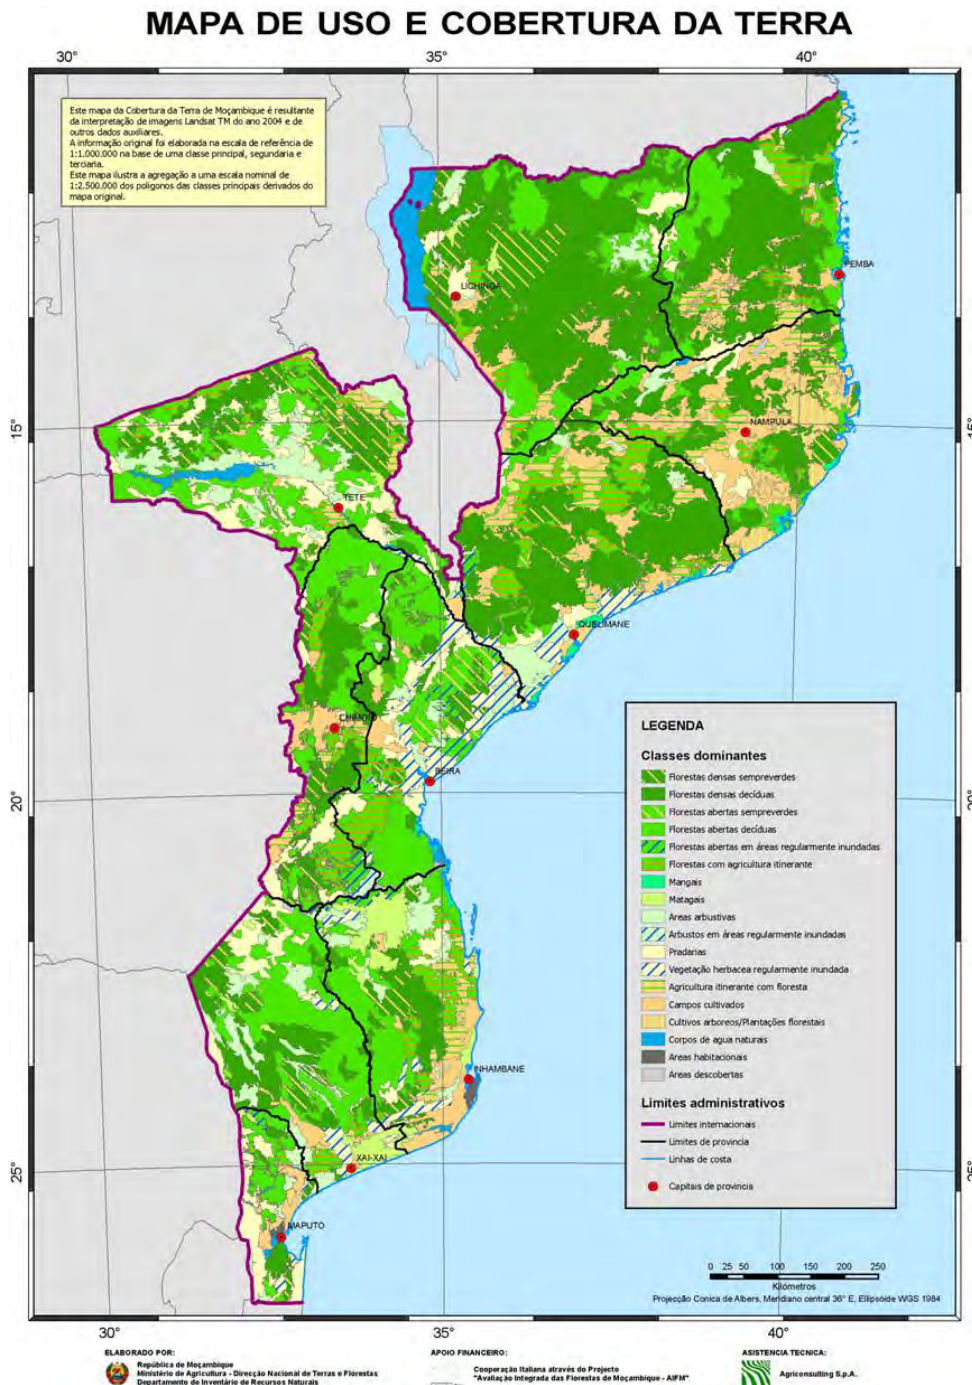 MAPA DE USO E COBERTURA DA TERRA
30°
35°
40°
Este mapa da Cobertura da Terra de Moçambique é resultante
da interpretação de imagens Landsat TM do ano 2004 e de
outros dados auxiliares.
A informação original foi elaborada na escala de referência de
1:1.000.000 na base de uma classe principal, segundaria e
terciaria.
Este mapa ilustra a agregação a uma escala nominal de
1:2.500.000 dos poligonos das classes principais derivados do
mapa original.
PEMBA
LICHINGA
15°
15°
NAMPULA
TETE
QUELIMANE
CHIMOIO
BEIRA
20°
20°
INHAMBANE
XAI-XAI
25°
25°
MAPUTO
LEGENDA
Classes dominantes
Florestas densas sempreverdes
Florestas densas decíduas
Florestas abertas sempreverdes
Florestas abertas decíduas
Florestas abertas em áreas regularmente inundadas
Florestas com agricultura itinerante
Mangais
Matagais
Areas arbustivas
Arbustos em áreas regularmente inundadas
Pradarias
Vegetação herbacea regularmente inundada
Agricultura itinerante com floresta
Campos cultivados
Cultivos arboreos/Plantações florestais
Corpos de agua naturais
Areas habitacionais
Areas descobertas
Limites administrativos
Limites internacionais
Limites de provincia
Linhas de costa
Capitais de provincia
0 25 50 100 150 200 250
Kilómetros
Projecção Conica de Albers, Meridiano central 36° E, Ellipsóide WGS 1984
30°
35°
40°
ELABORADO POR:
República de Moçambique
Ministério de Agricultura - Direcção Nacional de Terras e Florestas
Departamento de Inventário de Recursos Naturais
APOIO FINANCEIRO:
Cooperação Italiana através do Projecto
"Avaliação Integrada das Florestas de Moçambique - AIFM"
ASISTENCIA TECNICA:
Agriconsulting S.p.A.